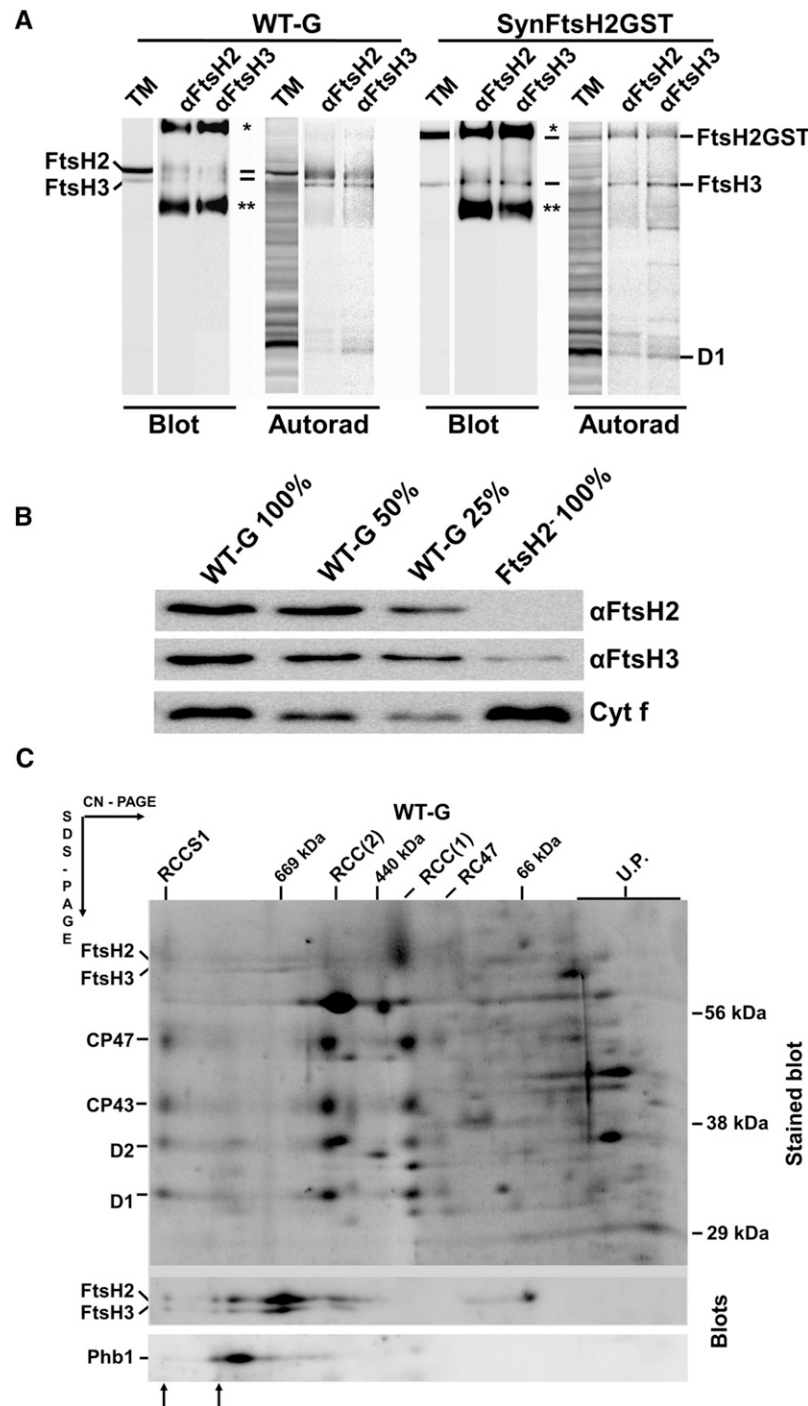 A
WT-G SynFtsH2GST
TM αFtsH2 αFtsH3 TM αFtsH2 αFtsH3 TM αFtsH2 αFtsH3 TM αFtsH2 αFtsH3
* *
FtsH2 FtsH2GST
FtsH3 FtsH3
** **
D1
Blot Autorad Blot Autorad
B
WT-G 100% WT-G 50% WT-G 25% FtsH2⁻ 100%
αFtsH2
αFtsH3
Cyt f
C
CN - PAGE WT-G
SDS-PAGE
RCCS1 669 kDa RCC(2) 440 kDa RCC(1) RC47 66 kDa U.P.
FtsH2
FtsH3
56 kDa
CP47
CP43
38 kDa
D2
D1
29 kDa
Stained blot
FtsH2
FtsH3
Phb1
Blots